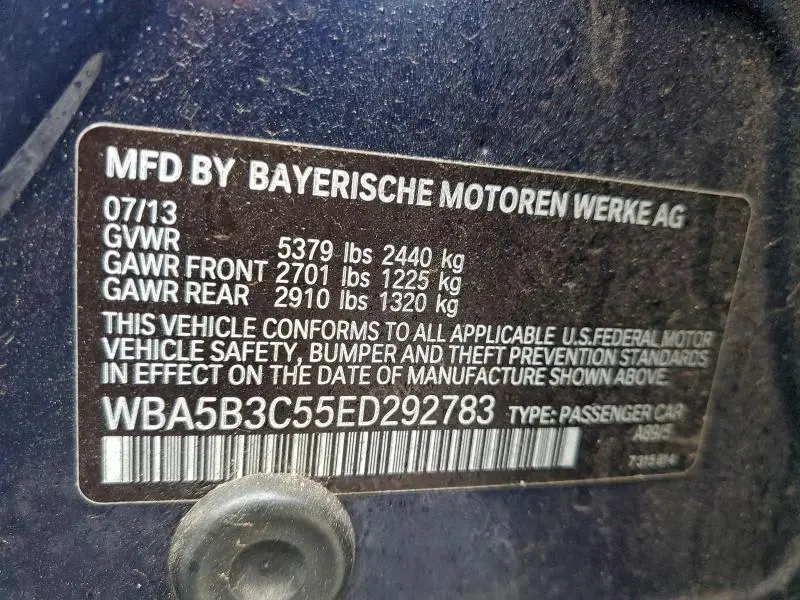 MFD BY BAYERISCHE MOTOREN WERKE AG
07/13
GVWR 5379 lbs 2440 kg
GAWR FRONT 2701 lbs 1225 kg
GAWR REAR 2910 lbs 1320 kg
THIS VEHICLE CONFORMS TO ALL APPLICABLE U.S.FEDERAL MOTOR
VEHICLE SAFETY, BUMPER AND THEFT PREVENTION STANDARDS
IN EFFECT ON THE DATE OF MANUFACTURE SHOWN ABOVE.
WBA5B3C55ED292783 TYPE: PASSENGER CAR